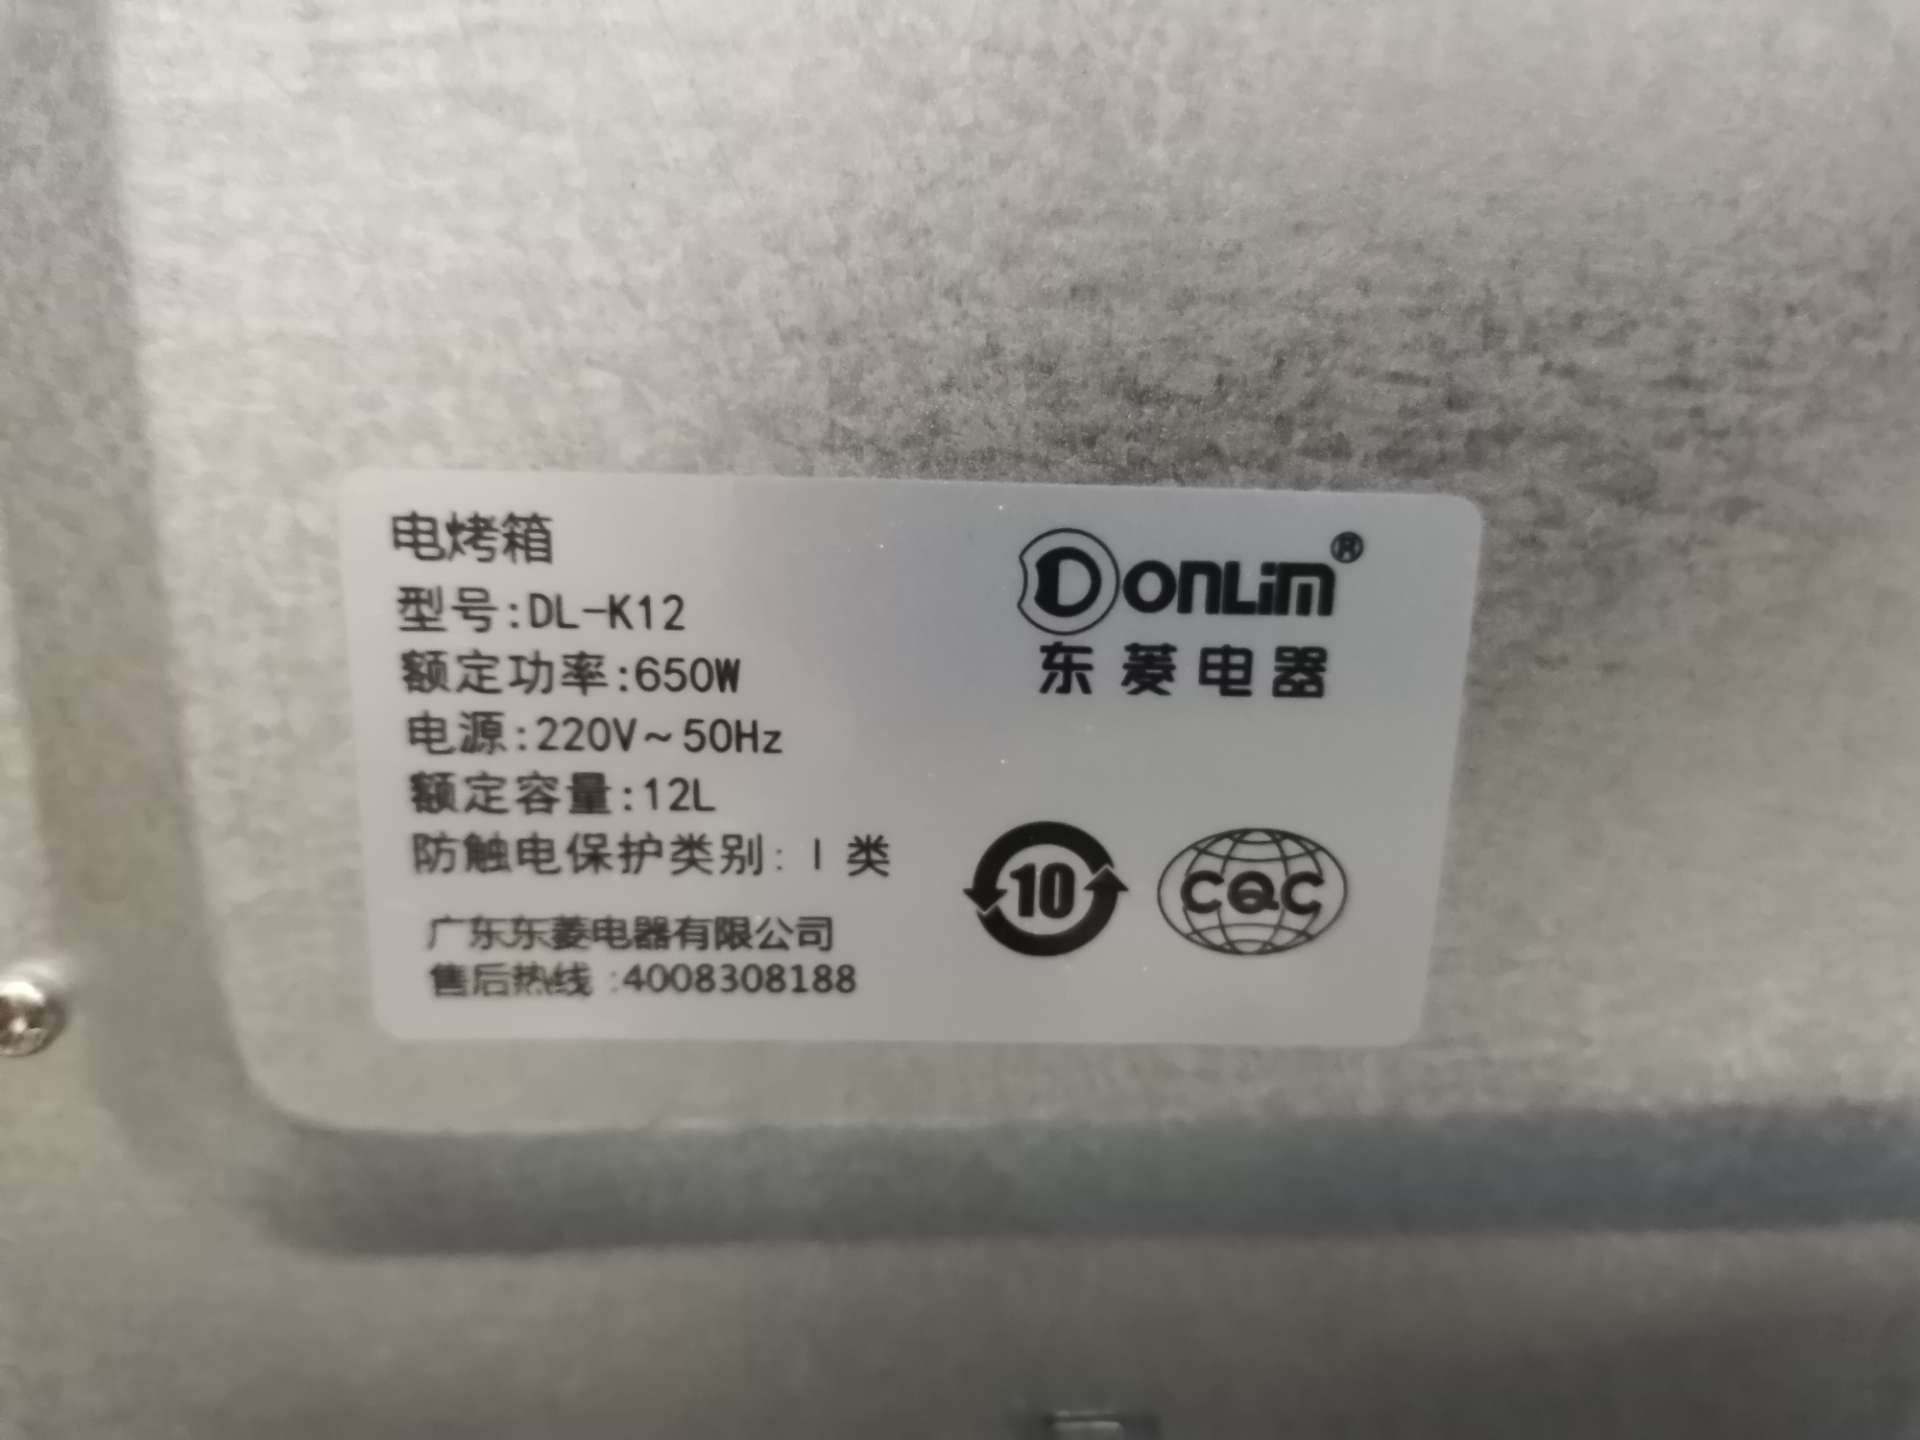 电烤箱
型号:DL-K12
额定功率:650W
电源:220V～50Hz
额定容量:12L
防触电保护类别: I 类
广东东菱电器有限公司
售后热线 :4008308188
DONLIM®
东菱电器
10
CQC